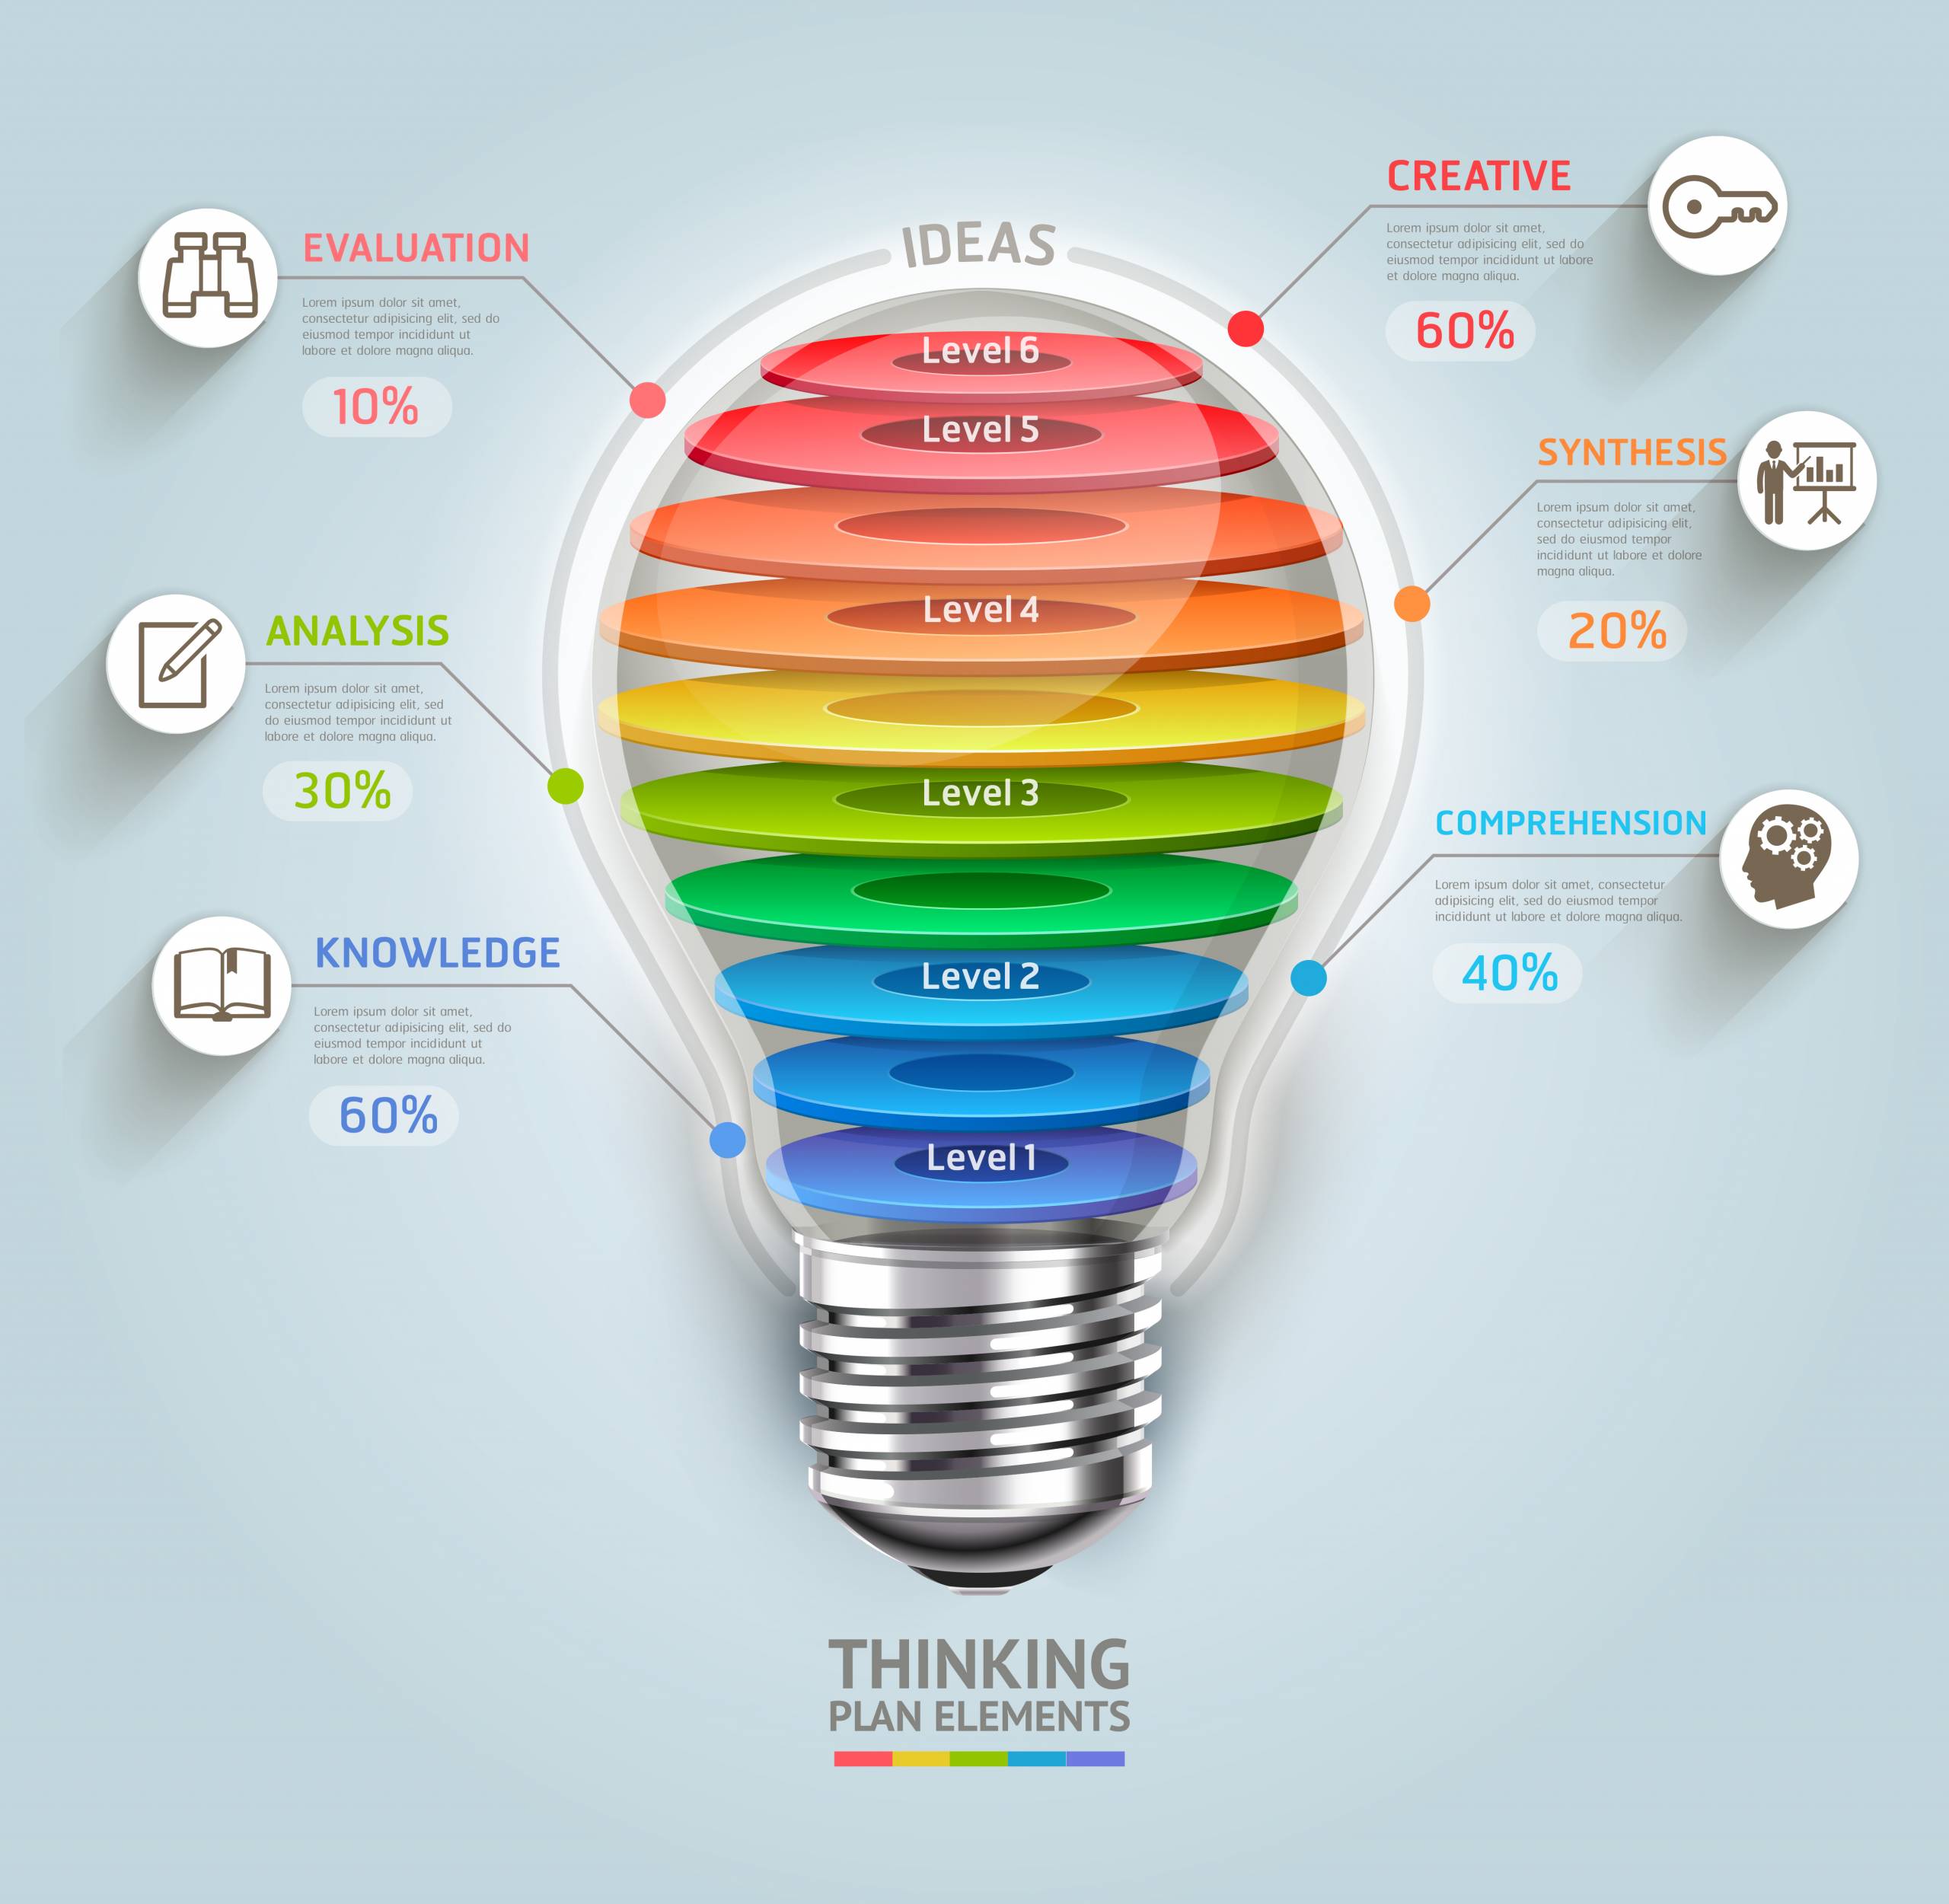 IDEAS
EVALUATION
Lorem ipsum dolor sit amet,
consectetur adipisicing elit, sed do
eiusmod tempor incididunt ut
labore et dolore magna aliqua.
10%
ANALYSIS
Lorem ipsum dolor sit amet,
consectetur adipisicing elit, sed
do eiusmod tempor incididunt ut
labore et dolore magna aliqua.
30%
KNOWLEDGE
Lorem ipsum dolor sit amet,
consectetur adipisicing elit, sed do
eiusmod tempor incididunt ut
labore et dolore magna aliqua.
60%
Level 6
Level 5
Level 4
Level 3
Level 2
Level 1
CREATIVE
Lorem ipsum dolor sit amet,
consectetur adipisicing elit, sed do
eiusmod tempor incididunt ut labore
et dolore magna aliqua.
60%
SYNTHESIS
Lorem ipsum dolor sit amet,
consectetur adipisicing elit,
sed do eiusmod tempor
incididunt ut labore et dolore
magna aliqua.
20%
COMPREHENSION
Lorem ipsum dolor sit amet, consectetur
adipisicing elit, sed do eiusmod tempor
incididunt ut labore et dolore magna aliqua.
40%
THINKING
PLAN ELEMENTS